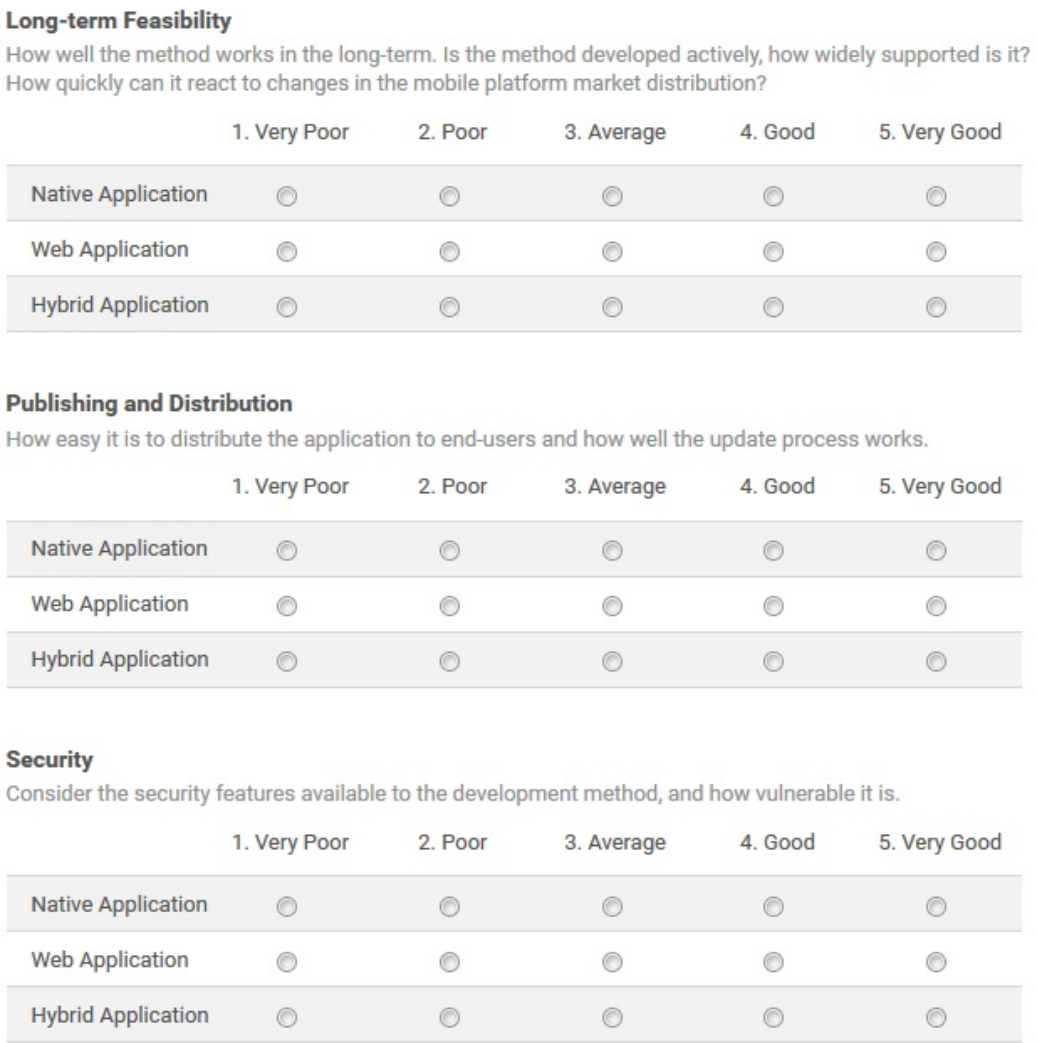 Long-term Feasibility
How well the method works in the long-term. Is the method developed actively, how widely supported is it?
How quickly can it react to changes in the mobile platform market distribution?
1. Very Poor 2. Poor 3. Average 4. Good 5. Very Good
Native Application
Web Application
Hybrid Application
Publishing and Distribution
How easy it is to distribute the application to end-users and how well the update process works.
1. Very Poor 2. Poor 3. Average 4. Good 5. Very Good
Native Application
Web Application
Hybrid Application
Security
Consider the security features available to the development method, and how vulnerable it is.
1. Very Poor 2. Poor 3. Average 4. Good 5. Very Good
Native Application
Web Application
Hybrid Application